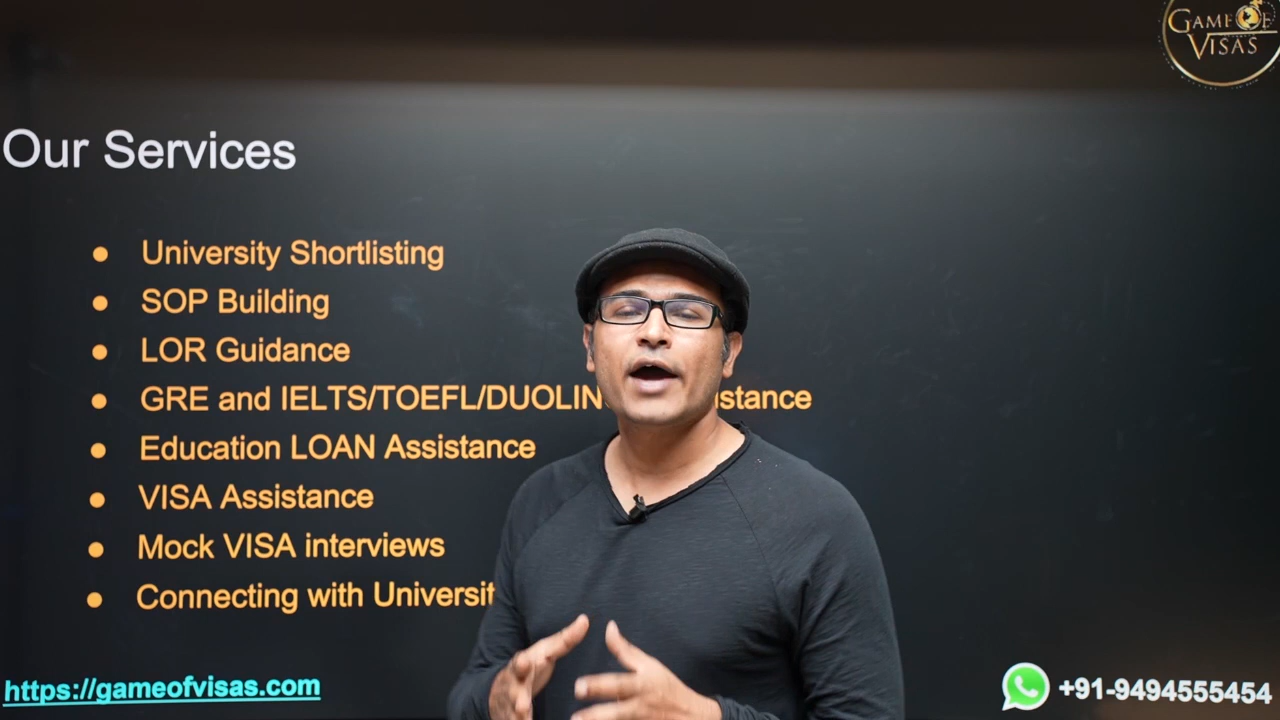 GAME OF
VISAS
Our Services
● University Shortlisting
● SOP Building
● LOR Guidance
● GRE and IELTS/TOEFL/DUOLIN stance
● Education LOAN Assistance
● VISA Assistance
● Mock VISA interviews
● Connecting with Universit
https://gameofvisas.com
+91-9494555454